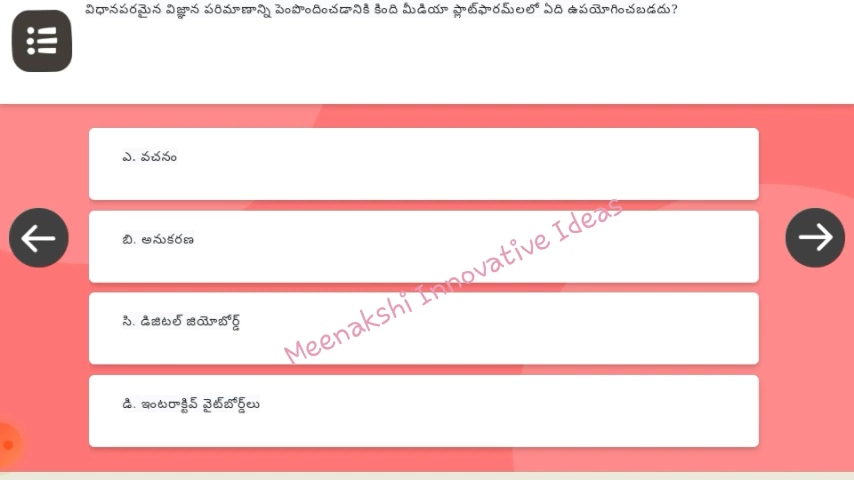 విధానపరమైన విజ్ఞాన పరిమాణాన్ని పెంపొందించడానికి కింది మీడియా ప్లాట్‌ఫారమ్‌లలో ఏది ఉపయోగించబడదు?
ఎ. వచనం
బి. అనుకరణ
సి. డిజిటల్ జియోబోర్డ్
డి. ఇంటరాక్టివ్ వైట్‌బోర్డ్‌లు
Meenakshi Innovative Ideas